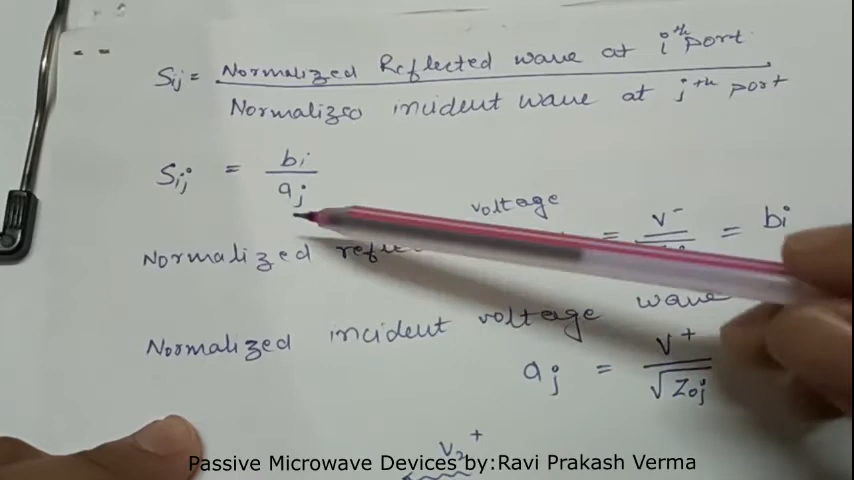 Sij = Normalized Reflected wave at ith port
Normalized incident wave at jth port
Sij = bi
aj
voltage
Normalized = V- = bi
Normalized incident voltage wave
aj = V+
√Zoj
V2+
Passive Microwave Devices by:Ravi Prakash Verma